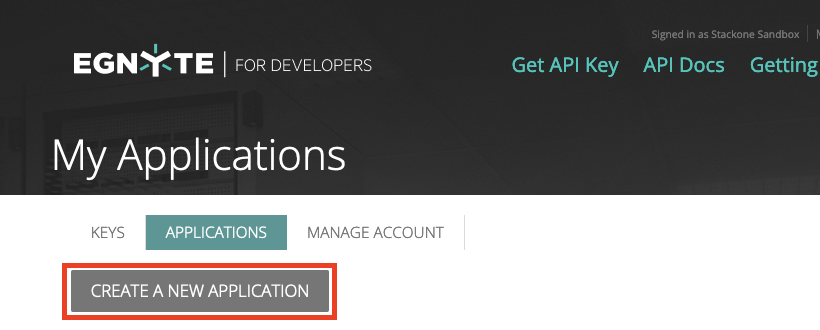 Signed in as Stackone Sandbox
EGNYTE FOR DEVELOPERS
Get API Key API Docs Getting
My Applications
KEYS APPLICATIONS MANAGE ACCOUNT
CREATE A NEW APPLICATION